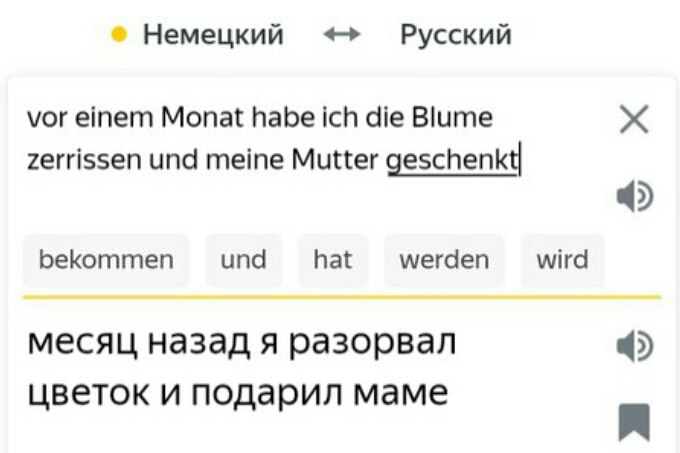 Немецкий ↔ Русский
vor einem Monat habe ich die Blume
zerrissen und meine Mutter geschenkt
bekommen und hat werden wird
месяц назад я разорвал
цветок и подарил маме